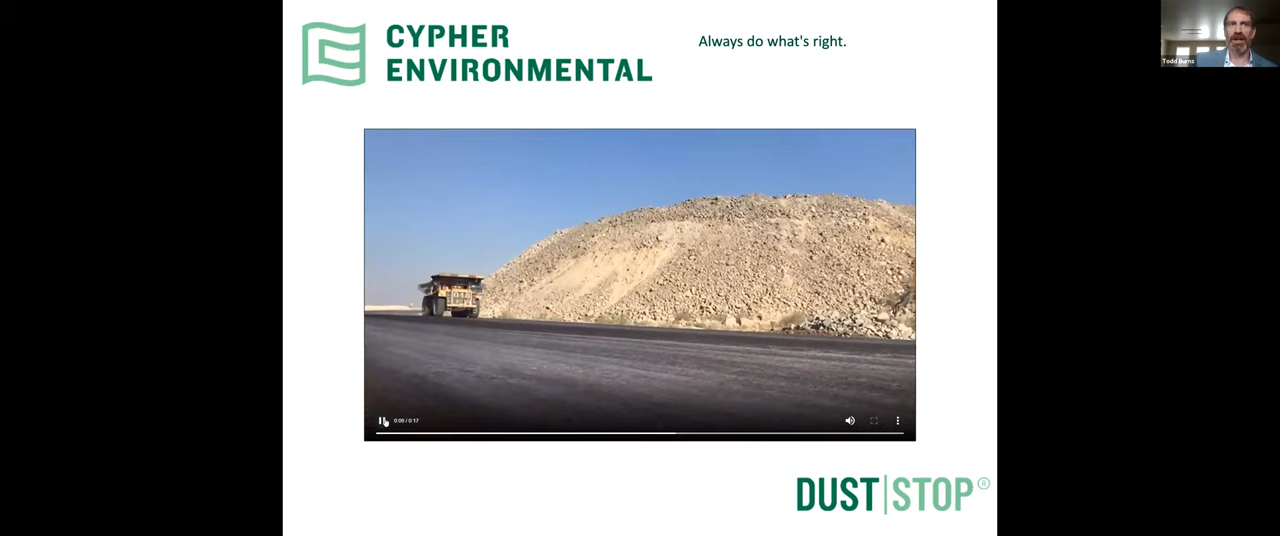 CYPHER
ENVIRONMENTAL
Always do what's right.
Todd Burns
0:09 / 0:17
DUST|STOP®